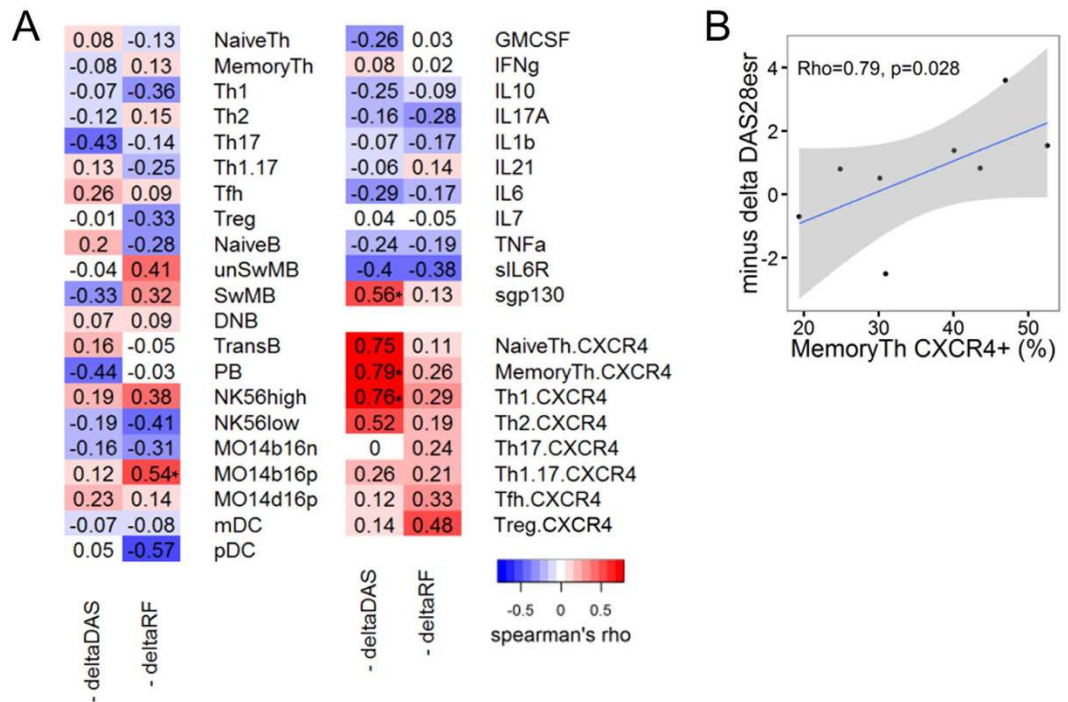 A
0.08 -0.13 NaiveTh
-0.08 0.13 MemoryTh
-0.07 -0.36 Th1
-0.12 0.15 Th2
-0.43 -0.14 Th17
0.13 -0.25 Th1.17
0.26 0.09 Tfh
-0.01 -0.33 Treg
0.2 -0.28 NaiveB
-0.04 0.41 unSwMB
-0.33 0.32 SwMB
0.07 0.09 DNB
0.16 -0.05 TransB
-0.44 -0.03 PB
0.19 0.38 NK56high
-0.19 -0.41 NK56low
-0.16 -0.31 MO14b16n
0.12 0.54* MO14b16p
0.23 0.14 MO14d16p
-0.07 -0.08 mDC
0.05 -0.57 pDC
- deltaDAS
- deltaRF
-0.26 0.03 GMCSF
0.08 0.02 IFNg
-0.25 -0.09 IL10
-0.16 -0.28 IL17A
-0.07 -0.17 IL1b
-0.06 0.14 IL21
-0.29 -0.17 IL6
0.04 -0.05 IL7
-0.24 -0.19 TNFa
-0.4 -0.38 sIL6R
0.56* 0.13 sgp130
0.75 0.11 NaiveTh.CXCR4
0.79* 0.26 MemoryTh.CXCR4
0.76* 0.29 Th1.CXCR4
0.52 0.19 Th2.CXCR4
0 0.24 Th17.CXCR4
0.26 0.21 Th1.17.CXCR4
0.12 0.33 Tfh.CXCR4
0.14 0.48 Treg.CXCR4
- deltaDAS
- deltaRF
-0.5 0 0.5
spearman's rho
B
Rho=0.79, p=0.028
minus delta DAS28esr
4
2
0
-2
20 30 40 50
MemoryTh CXCR4+ (%)